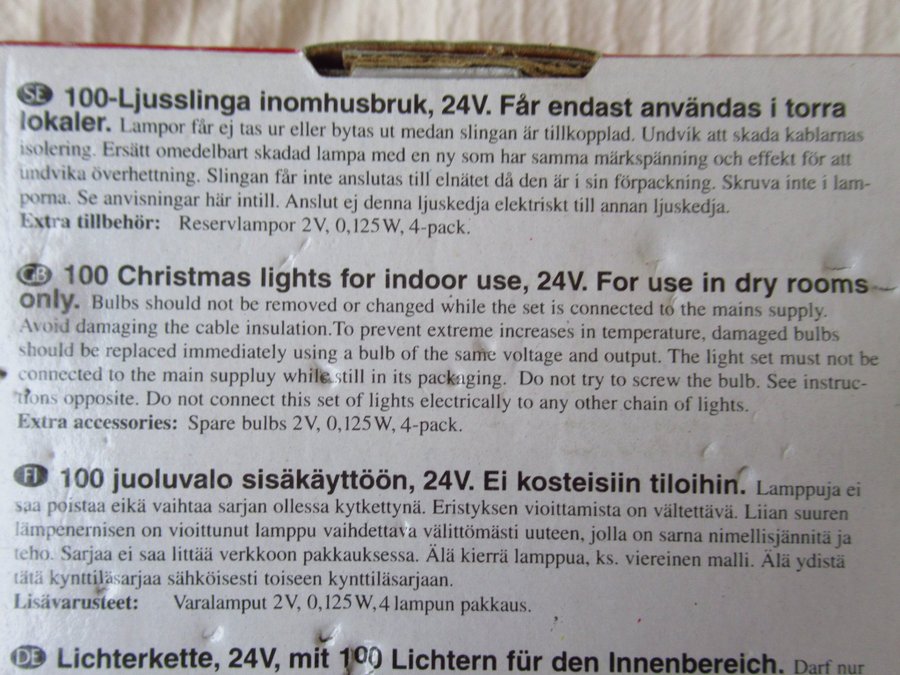 SE 100-Ljusslinga inomhusbruk, 24V. Får endast användas i torra
lokaler. Lampor får ej tas ur eller bytas ut medan slingan är tillkopplad. Undvik att skada kablarnas
isolering. Ersätt omedelbart skadad lampa med en ny som har samma märkspänning och effekt för att
undvika överhettning. Slingan får inte anslutas till elnätet då den är i sin förpackning. Skruva inte i lam-
porna. Se anvisningar här intill. Anslut ej denna ljuskedja elektriskt till annan ljuskedja.
Extra tillbehör: Reservlampor 2V, 0,125W, 4-pack.
GB 100 Christmas lights for indoor use, 24V. For use in dry rooms
only. Bulbs should not be removed or changed while the set is connected to the mains supply.
Avoid damaging the cable insulation.To prevent extreme increases in temperature, damaged bulbs
should be replaced immediately using a bulb of the same voltage and output. The light set must not be
connected to the main suppluy while still in its packaging. Do not try to screw the bulb. See instruc-
tions opposite. Do not connect this set of lights electrically to any other chain of lights.
Extra accessories: Spare bulbs 2V, 0,125W, 4-pack.
FI 100 juoluvalo sisäkäyttöön, 24V. Ei kosteisiin tiloihin. Lamppuja ei
saa poistaa eikä vaihtaa sarjan ollessa kytkettynä. Eristyksen vioittamista on vältettävä. Liian suuren
lämpenernisen on vioittunut lamppu vaihdettava välittömästi uuteen, jolla on sarna nimellisjännitä ja
teho. Sarjaa ei saa littää verkkoon pakkauksessa. Älä kierrä lamppua, ks. viereinen malli. Älä ydistä
tätä kynttiläsarjaa sähköisesti toiseen kynttiläsarjaan.
Lisävarusteet: Varalamput 2V, 0,125W, 4 lampun pakkaus.
DE Lichterkette, 24V, mit 100 Lichtern für den Innenbereich. Darf nur